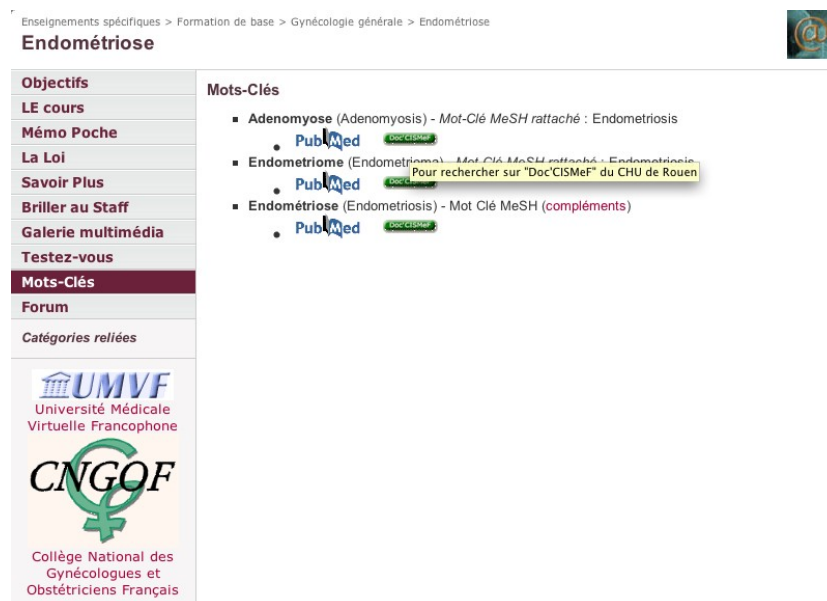 Enseignements spécifiques > Formation de base > Gynécologie générale > Endométriose
Endométriose
Objectifs
LE cours
Mémo Poche
La Loi
Savoir Plus
Briller au Staff
Galerie multimédia
Testez-vous
Mots-Clés
Forum
Catégories reliées
UMVF
Université Médicale
Virtuelle Francophone
CNGOF
Collège National des
Gynécologues et
Obstétriciens Français
Mots-Clés
Adenomyose (Adenomyosis) - Mot-Clé MeSH rattaché : Endometriosis
PubMed Doc'CISMeF
Endometriome (Endometrioma) - Mot-Clé MeSH rattaché : Endometriosis
Pour rechercher sur "Doc'CISMeF" du CHU de Rouen
PubMed Doc'CISMeF
Endométriose (Endometriosis) - Mot Clé MeSH (compléments)
PubMed Doc'CISMeF